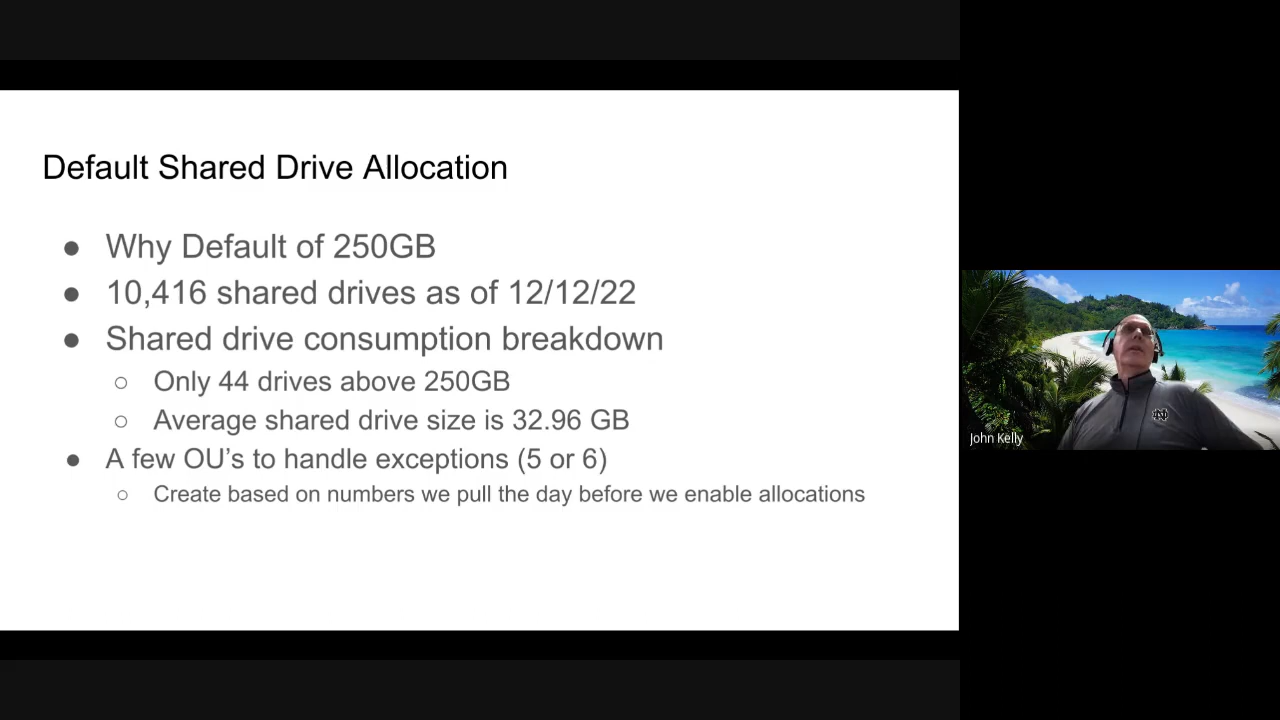 Default Shared Drive Allocation
● Why Default of 250GB
● 10,416 shared drives as of 12/12/22
● Shared drive consumption breakdown
○ Only 44 drives above 250GB
○ Average shared drive size is 32.96 GB
● A few OU’s to handle exceptions (5 or 6)
○ Create based on numbers we pull the day before we enable allocations
John Kelly